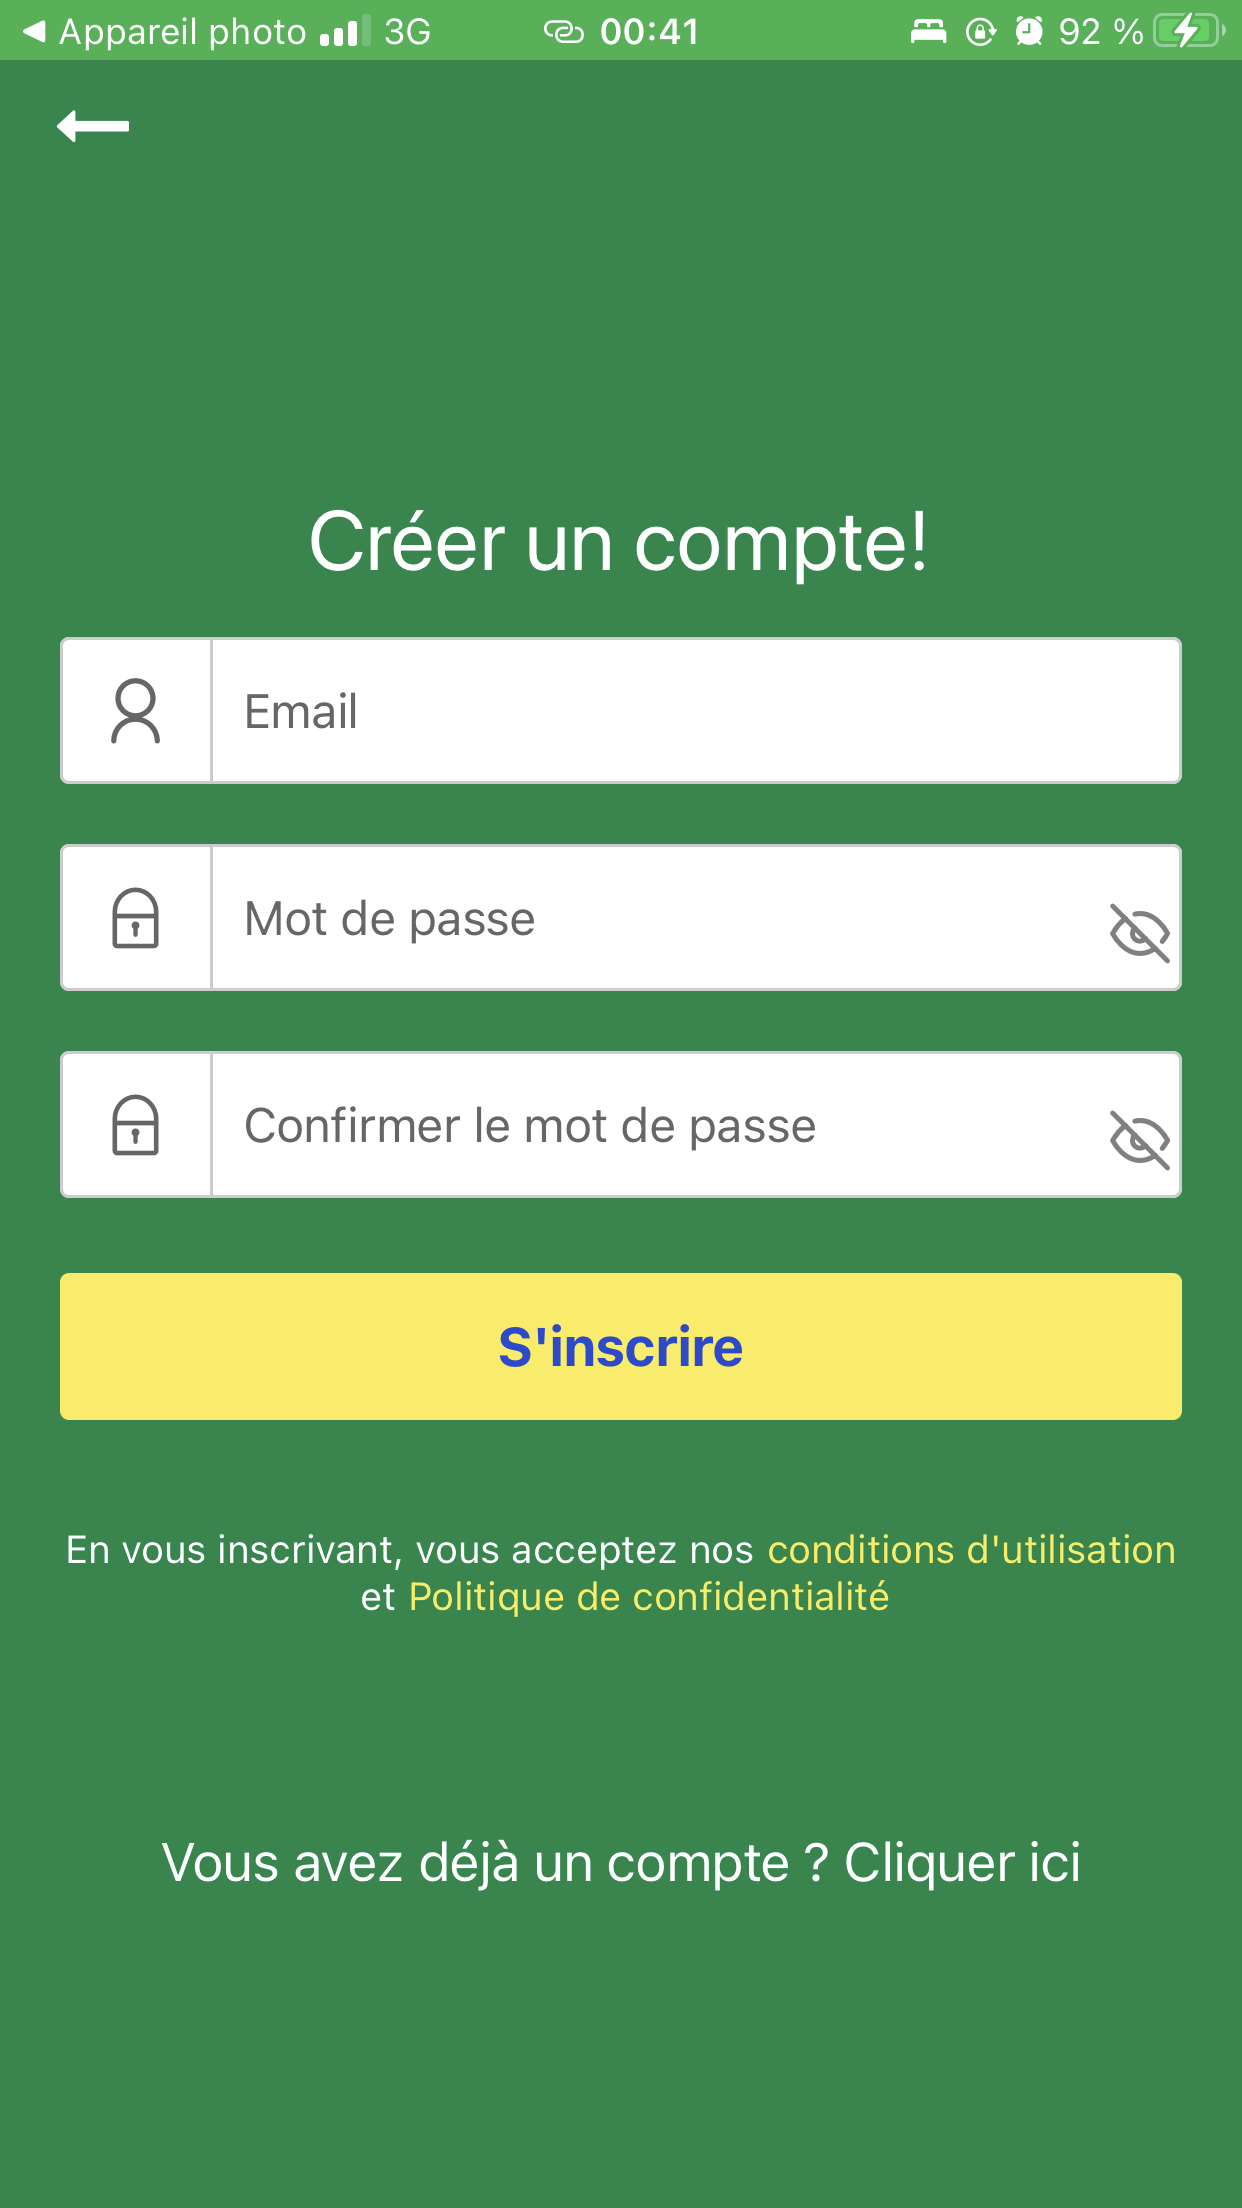 Appareil photo 3G 00:41 92 %
Créer un compte!
Email
Mot de passe
Confirmer le mot de passe
S'inscrire
En vous inscrivant, vous acceptez nos conditions d'utilisation
et Politique de confidentialité
Vous avez déjà un compte ? Cliquer ici